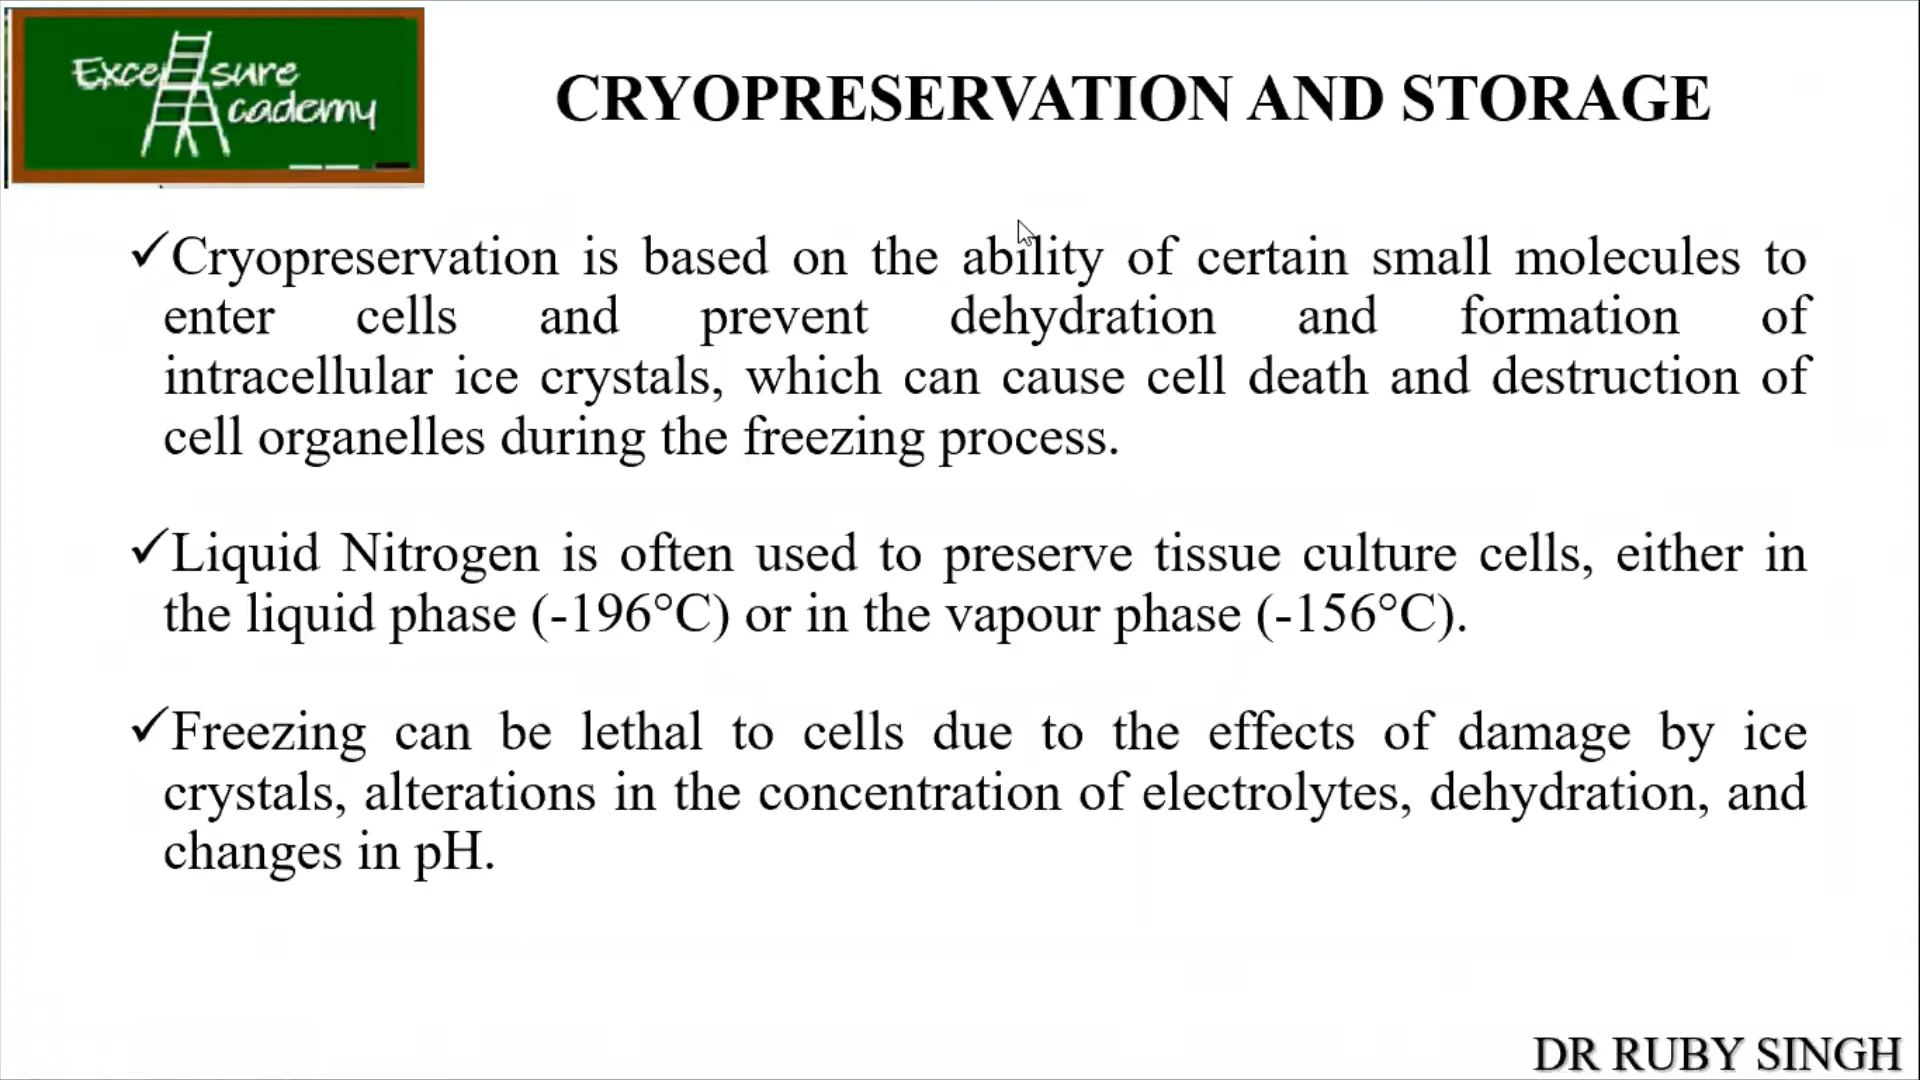 Excel sure
Academy
CRYOPRESERVATION AND STORAGE
✓Cryopreservation is based on the ability of certain small molecules to
enter cells and prevent dehydration and formation of
intracellular ice crystals, which can cause cell death and destruction of
cell organelles during the freezing process.
✓Liquid Nitrogen is often used to preserve tissue culture cells, either in
the liquid phase (-196°C) or in the vapour phase (-156°C).
✓Freezing can be lethal to cells due to the effects of damage by ice
crystals, alterations in the concentration of electrolytes, dehydration, and
changes in pH.
DR RUBY SINGH